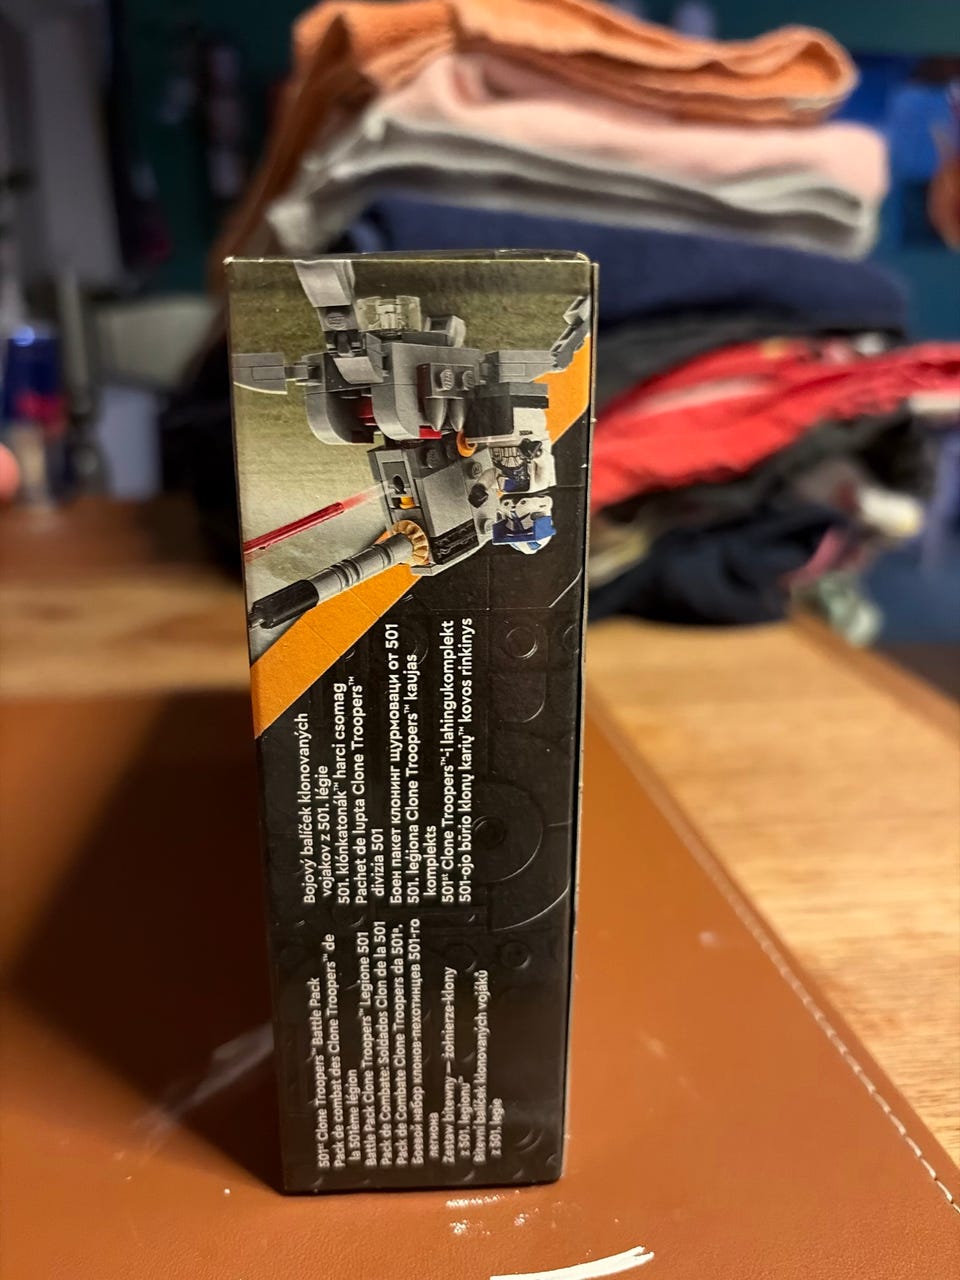 501st Clone Troopers™ Battle Pack
Pack de combat des Clone Troopers™ de
la 501ème légion
Battle Pack Clone Troopers™ Legione 501
Pack de Combate: Soldados Clon de la 501
Pack de Combate Clone Troopers da 501ª.
Боевой набор клонов-пехотинцев 501-го
легиона
Zestaw bitewny — żołnierze-klony
z 501. legionu™
Bitevní balíček klonovaných vojáků
z 501. legie
Bojový balíček klonovaných
vojakov z 501. légie
501. klónkatonák™ harci csomag
Pachet de lupta Clone Troopers™
divizia 501
Боен пакет клонинг щурмоваци от 501
501. leģiona Clone Troopers™ kaujas
komplekts
501st Clone Troopers™-i lahingukomplekt
501-ojo būrio klonų karių™ kovos rinkinys